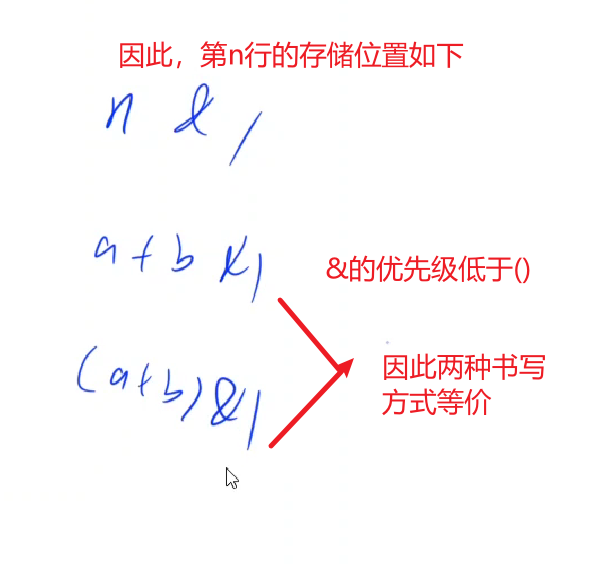 因此，第n行的存储位置如下
n & 1
a+b &1
&的优先级低于()
(a+b)&1
因此两种书写
方式等价